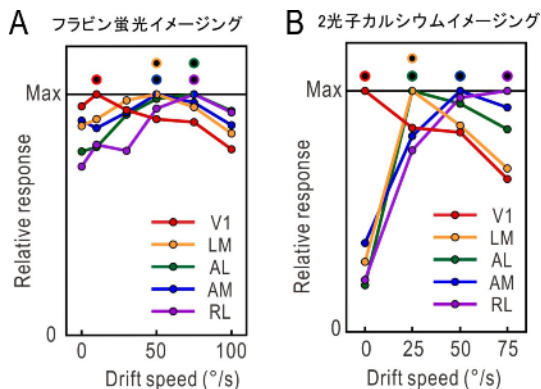 A フラビン蛍光イメージング
Max
Relative response
0
V1
LM
AL
AM
RL
0 50 100
Drift speed (°/s)
B 2光子カルシウムイメージング
Max
Relative response
0
V1
LM
AL
AM
RL
0 25 50 75
Drift speed (°/s)